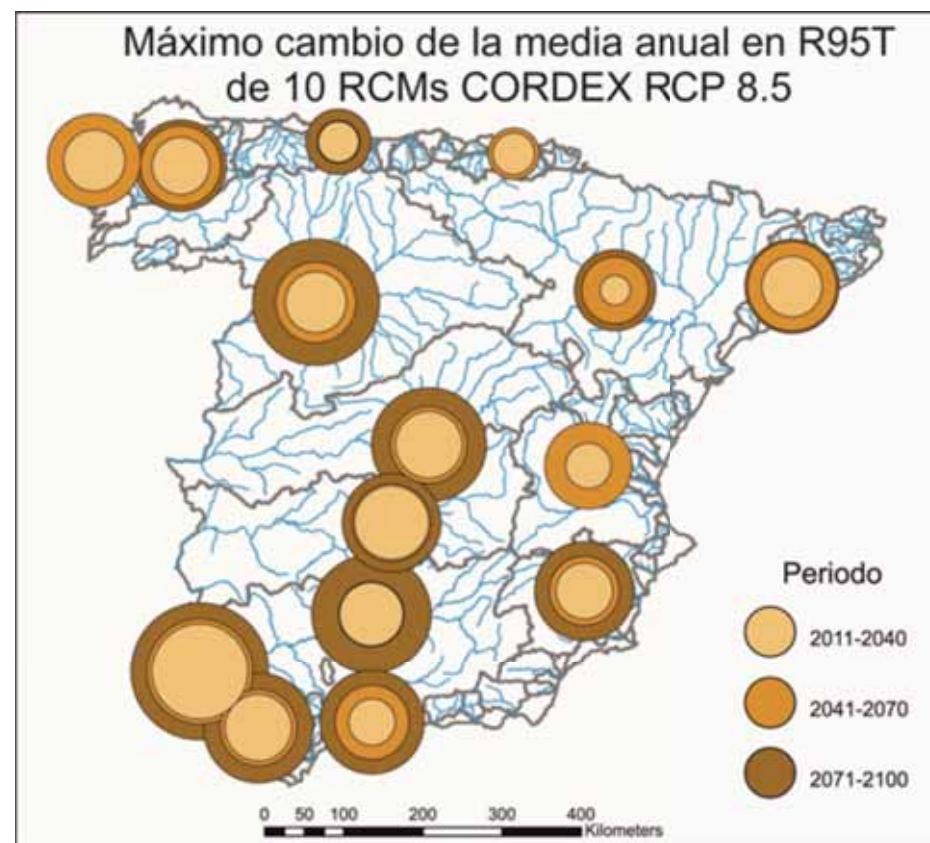 Máximo cambio de la media anual en R95T
de 10 RCMs CORDEX RCP 8.5
Periodo
2011-2040
2041-2070
2071-2100
0 50 100 200 300 400
Kilometers